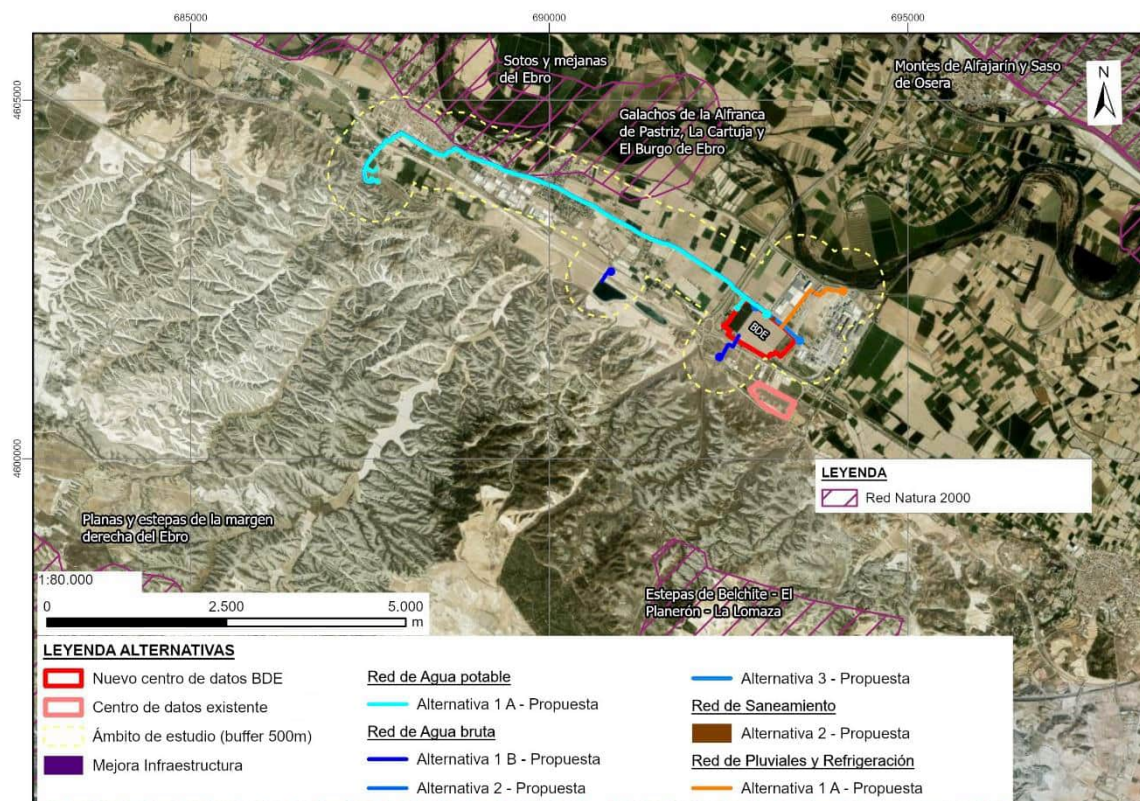 685000
690000
695000
4605000
4600000
Sotos y mejanas
del Ebro
Montes de Alfajarín y Saso
de Osera
N
Galachos de la Alfranca
de Pastriz, La Cartuja y
El Burgo de Ebro
BDE
LEYENDA
Red Natura 2000
Planas y estepas de la margen
derecha del Ebro
Estepas de Belchite - El
Planerón - La Lomaza
1:80.000
0 2.500 5.000
m
LEYENDA ALTERNATIVAS
Nuevo centro de datos BDE
Centro de datos existente
Ámbito de estudio (buffer 500m)
Mejora Infraestructura
Red de Agua potable
Alternativa 1 A - Propuesta
Red de Agua bruta
Alternativa 1 B - Propuesta
Alternativa 2 - Propuesta
Alternativa 3 - Propuesta
Red de Saneamiento
Alternativa 2 - Propuesta
Red de Pluviales y Refrigeración
Alternativa 1 A - Propuesta